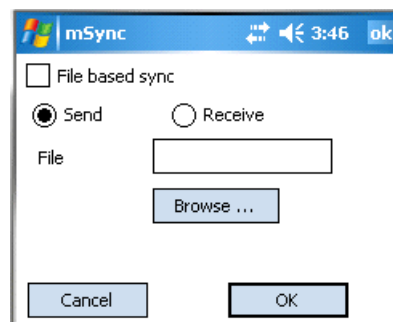 mSync 3:46 ok
File based sync
Send Receive
File
Browse ...
Cancel OK